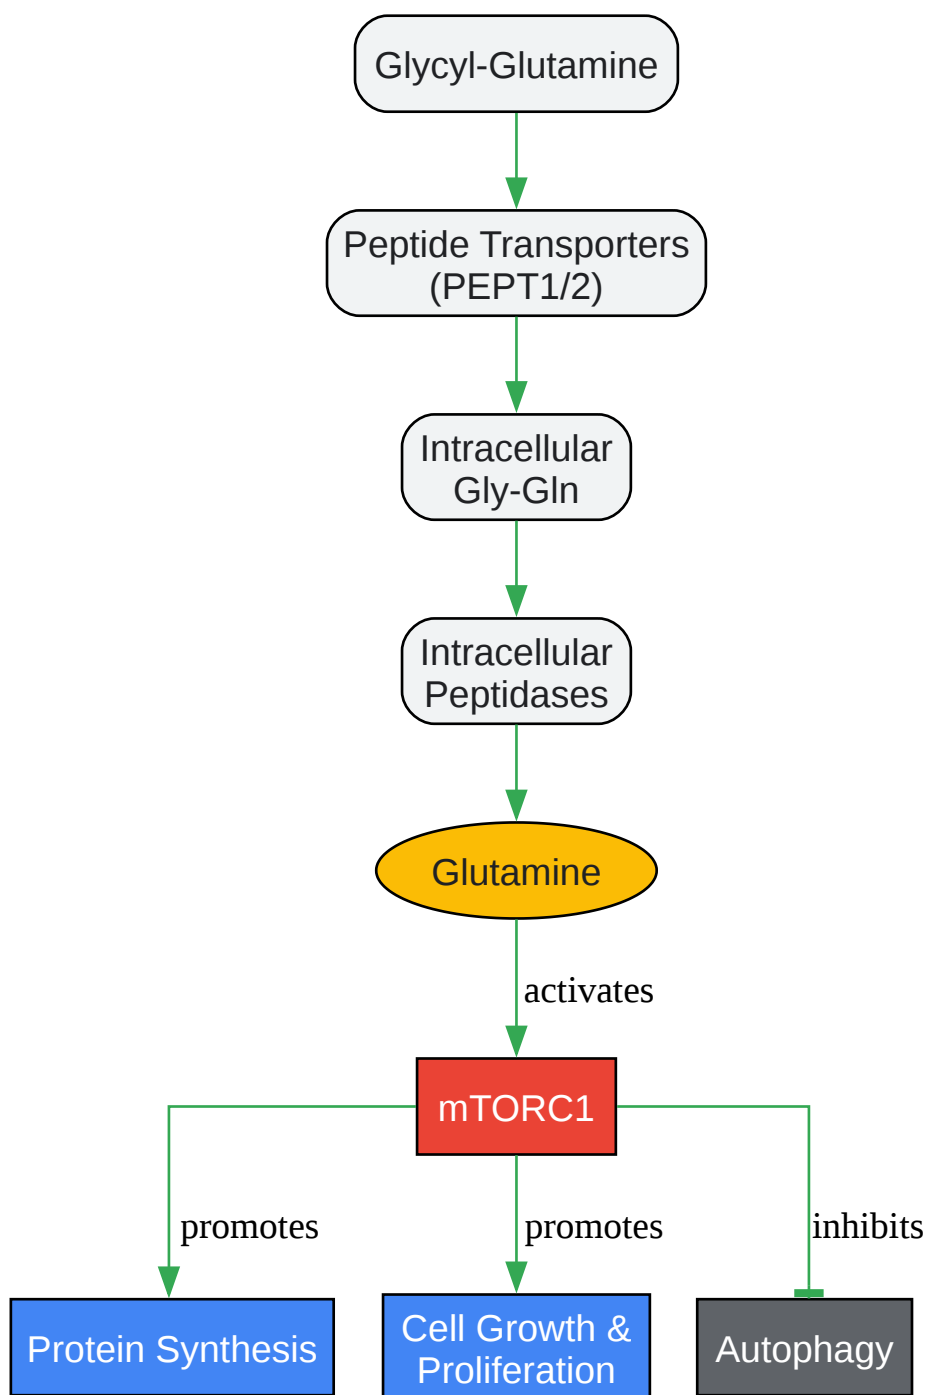 Glycyl-Glutamine
Peptide Transporters
(PEPT1/2)
Intracellular
Gly-Gln
Intracellular
Peptidases
Glutamine
activates
mTORC1
promotes
promotes
inhibits
Protein Synthesis
Cell Growth &
Proliferation
Autophagy